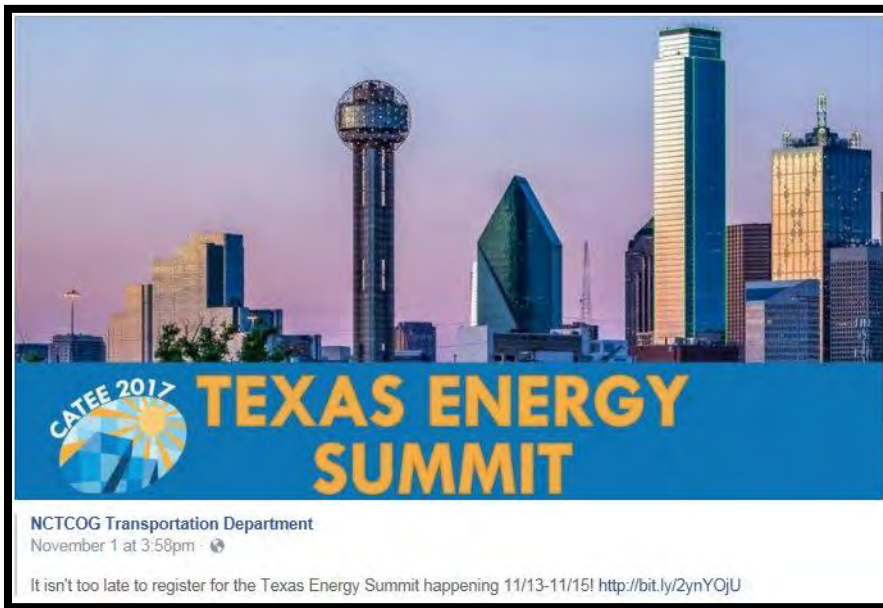 CATEE 2017
TEXAS ENERGY
SUMMIT
NCTCOG Transportation Department
November 1 at 3:58pm ·
It isn't too late to register for the Texas Energy Summit happening 11/13-11/15! http://bit.ly/2ynYOjU